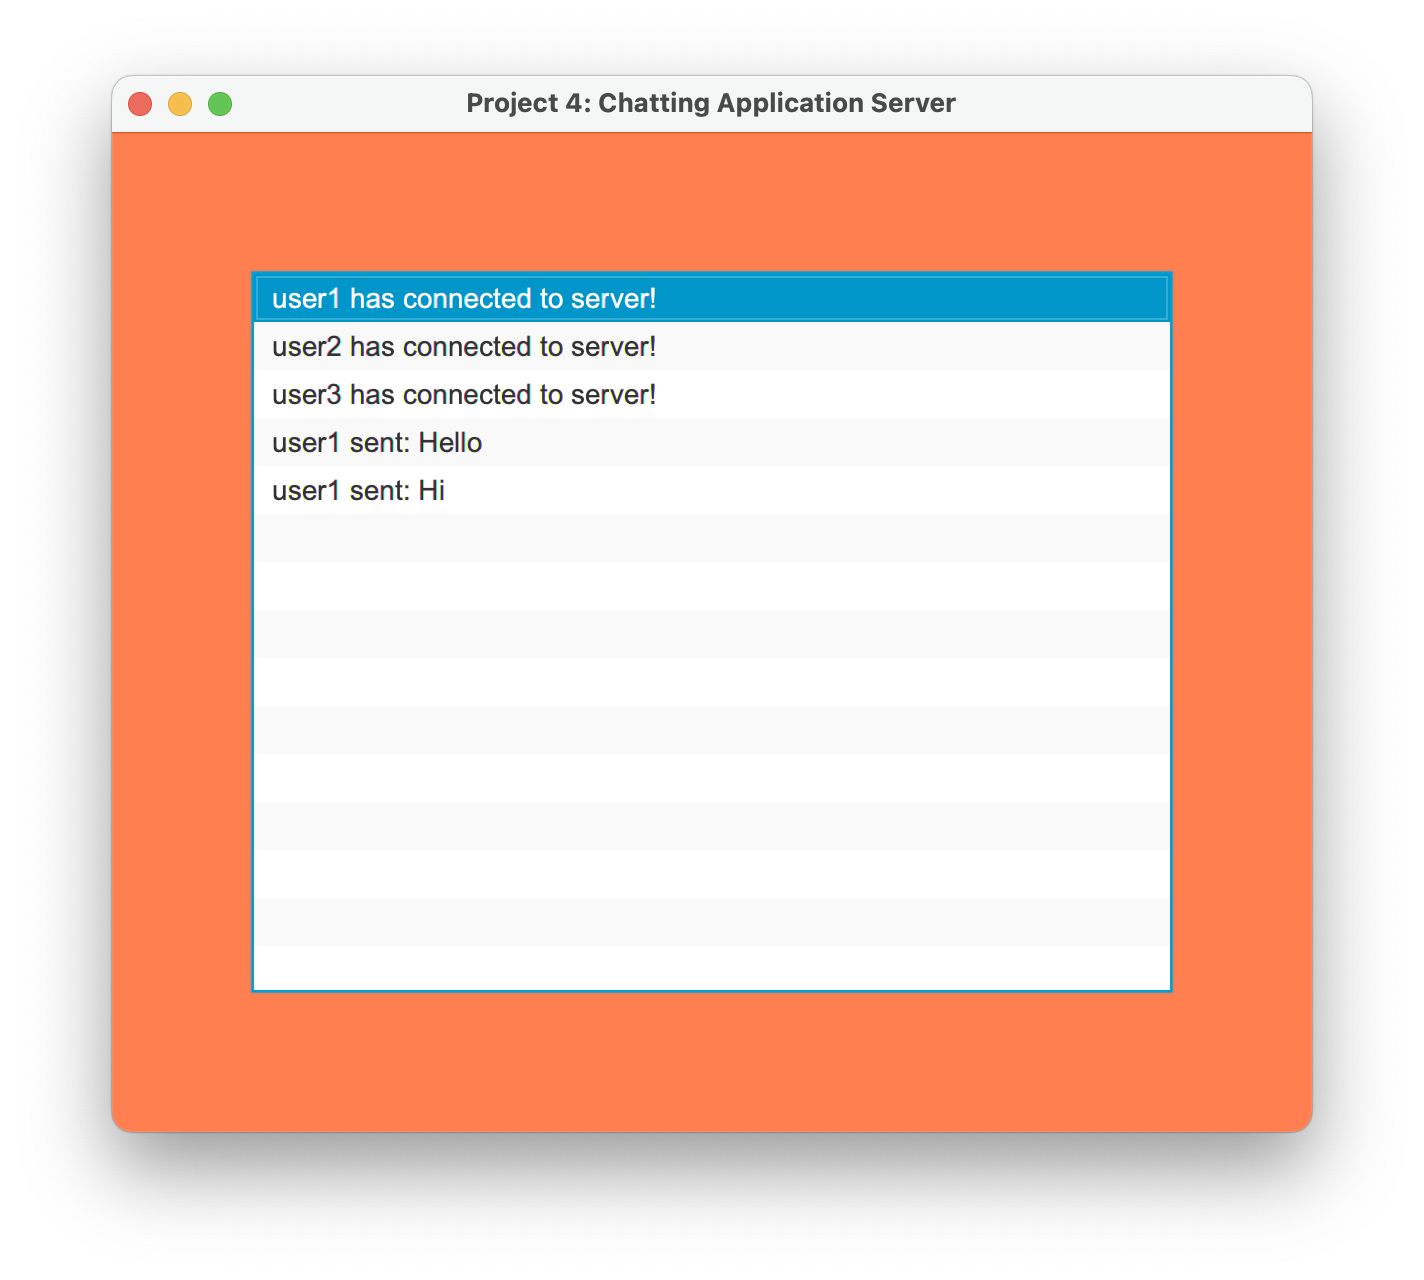 Project 4: Chatting Application Server
user1 has connected to server!
user2 has connected to server!
user3 has connected to server!
user1 sent: Hello
user1 sent: Hi